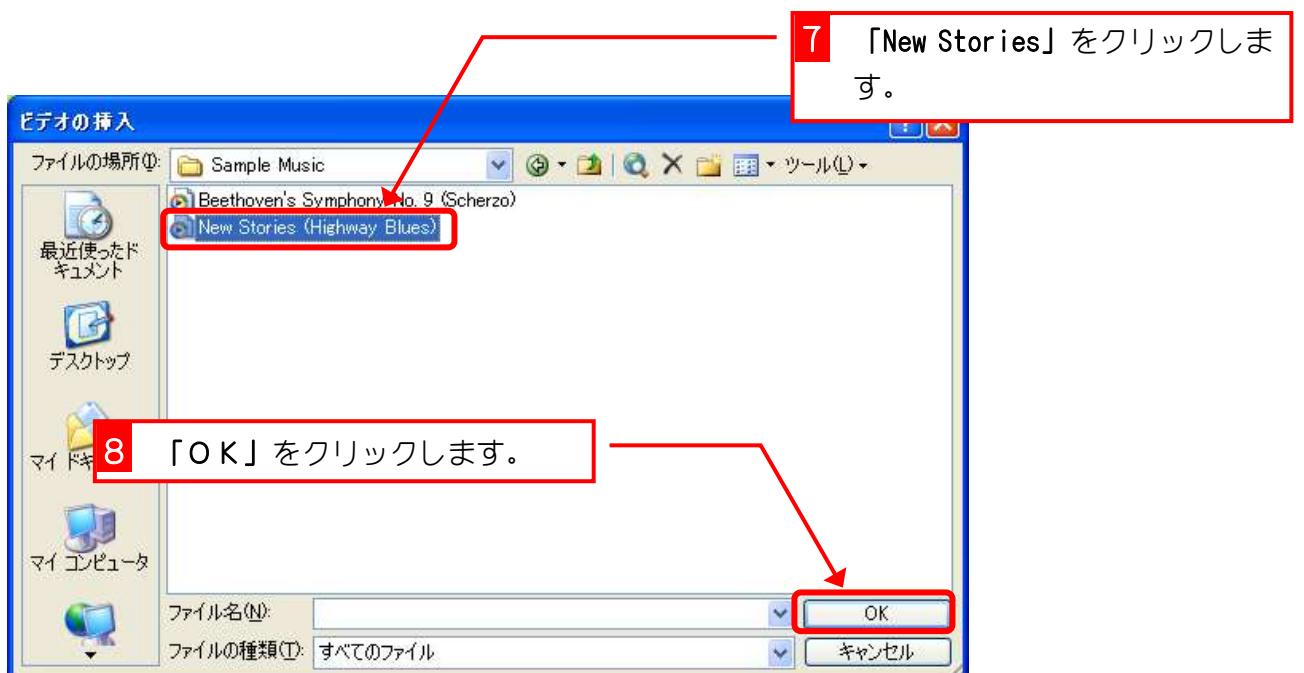 7 「New Stories」をクリックしま
す。
ビデオの挿入
ファイルの場所(I): Sample Music ツール(L)
Beethoven's Symphony No. 9 (Scherzo)
New Stories (Highway Blues)
最近使ったド
キュメント
デスクトップ
マイ ドキ
8 「OK」をクリックします。
マイ コンピュータ
ファイル名(N): OK
ファイルの種類(T): すべてのファイル キャンセル